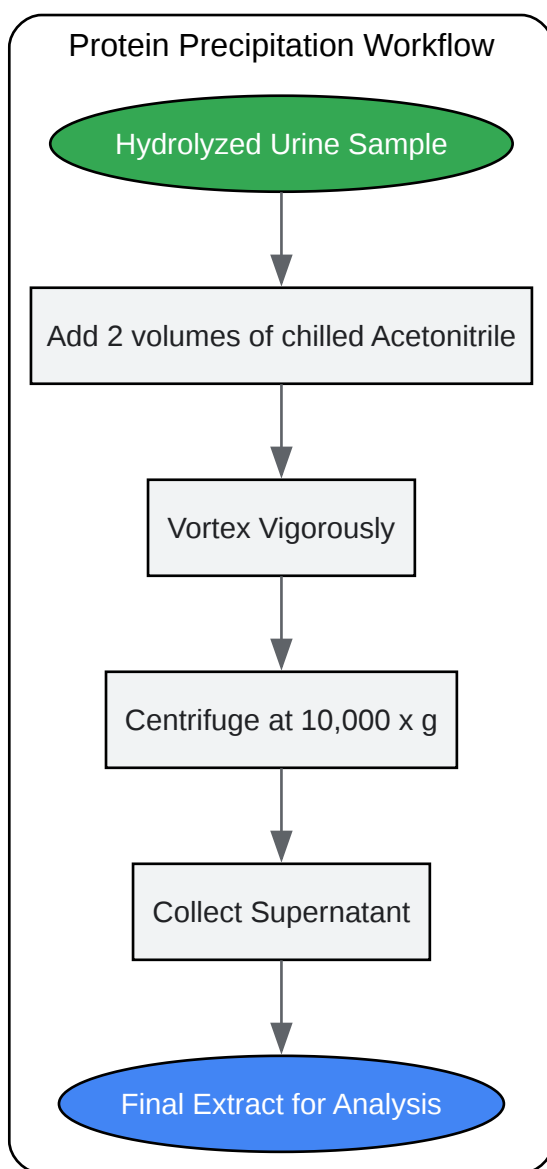 Protein Precipitation Workflow
Hydrolyzed Urine Sample
Add 2 volumes of chilled Acetonitrile
Vortex Vigorously
Centrifuge at 10,000 x g
Collect Supernatant
Final Extract for Analysis